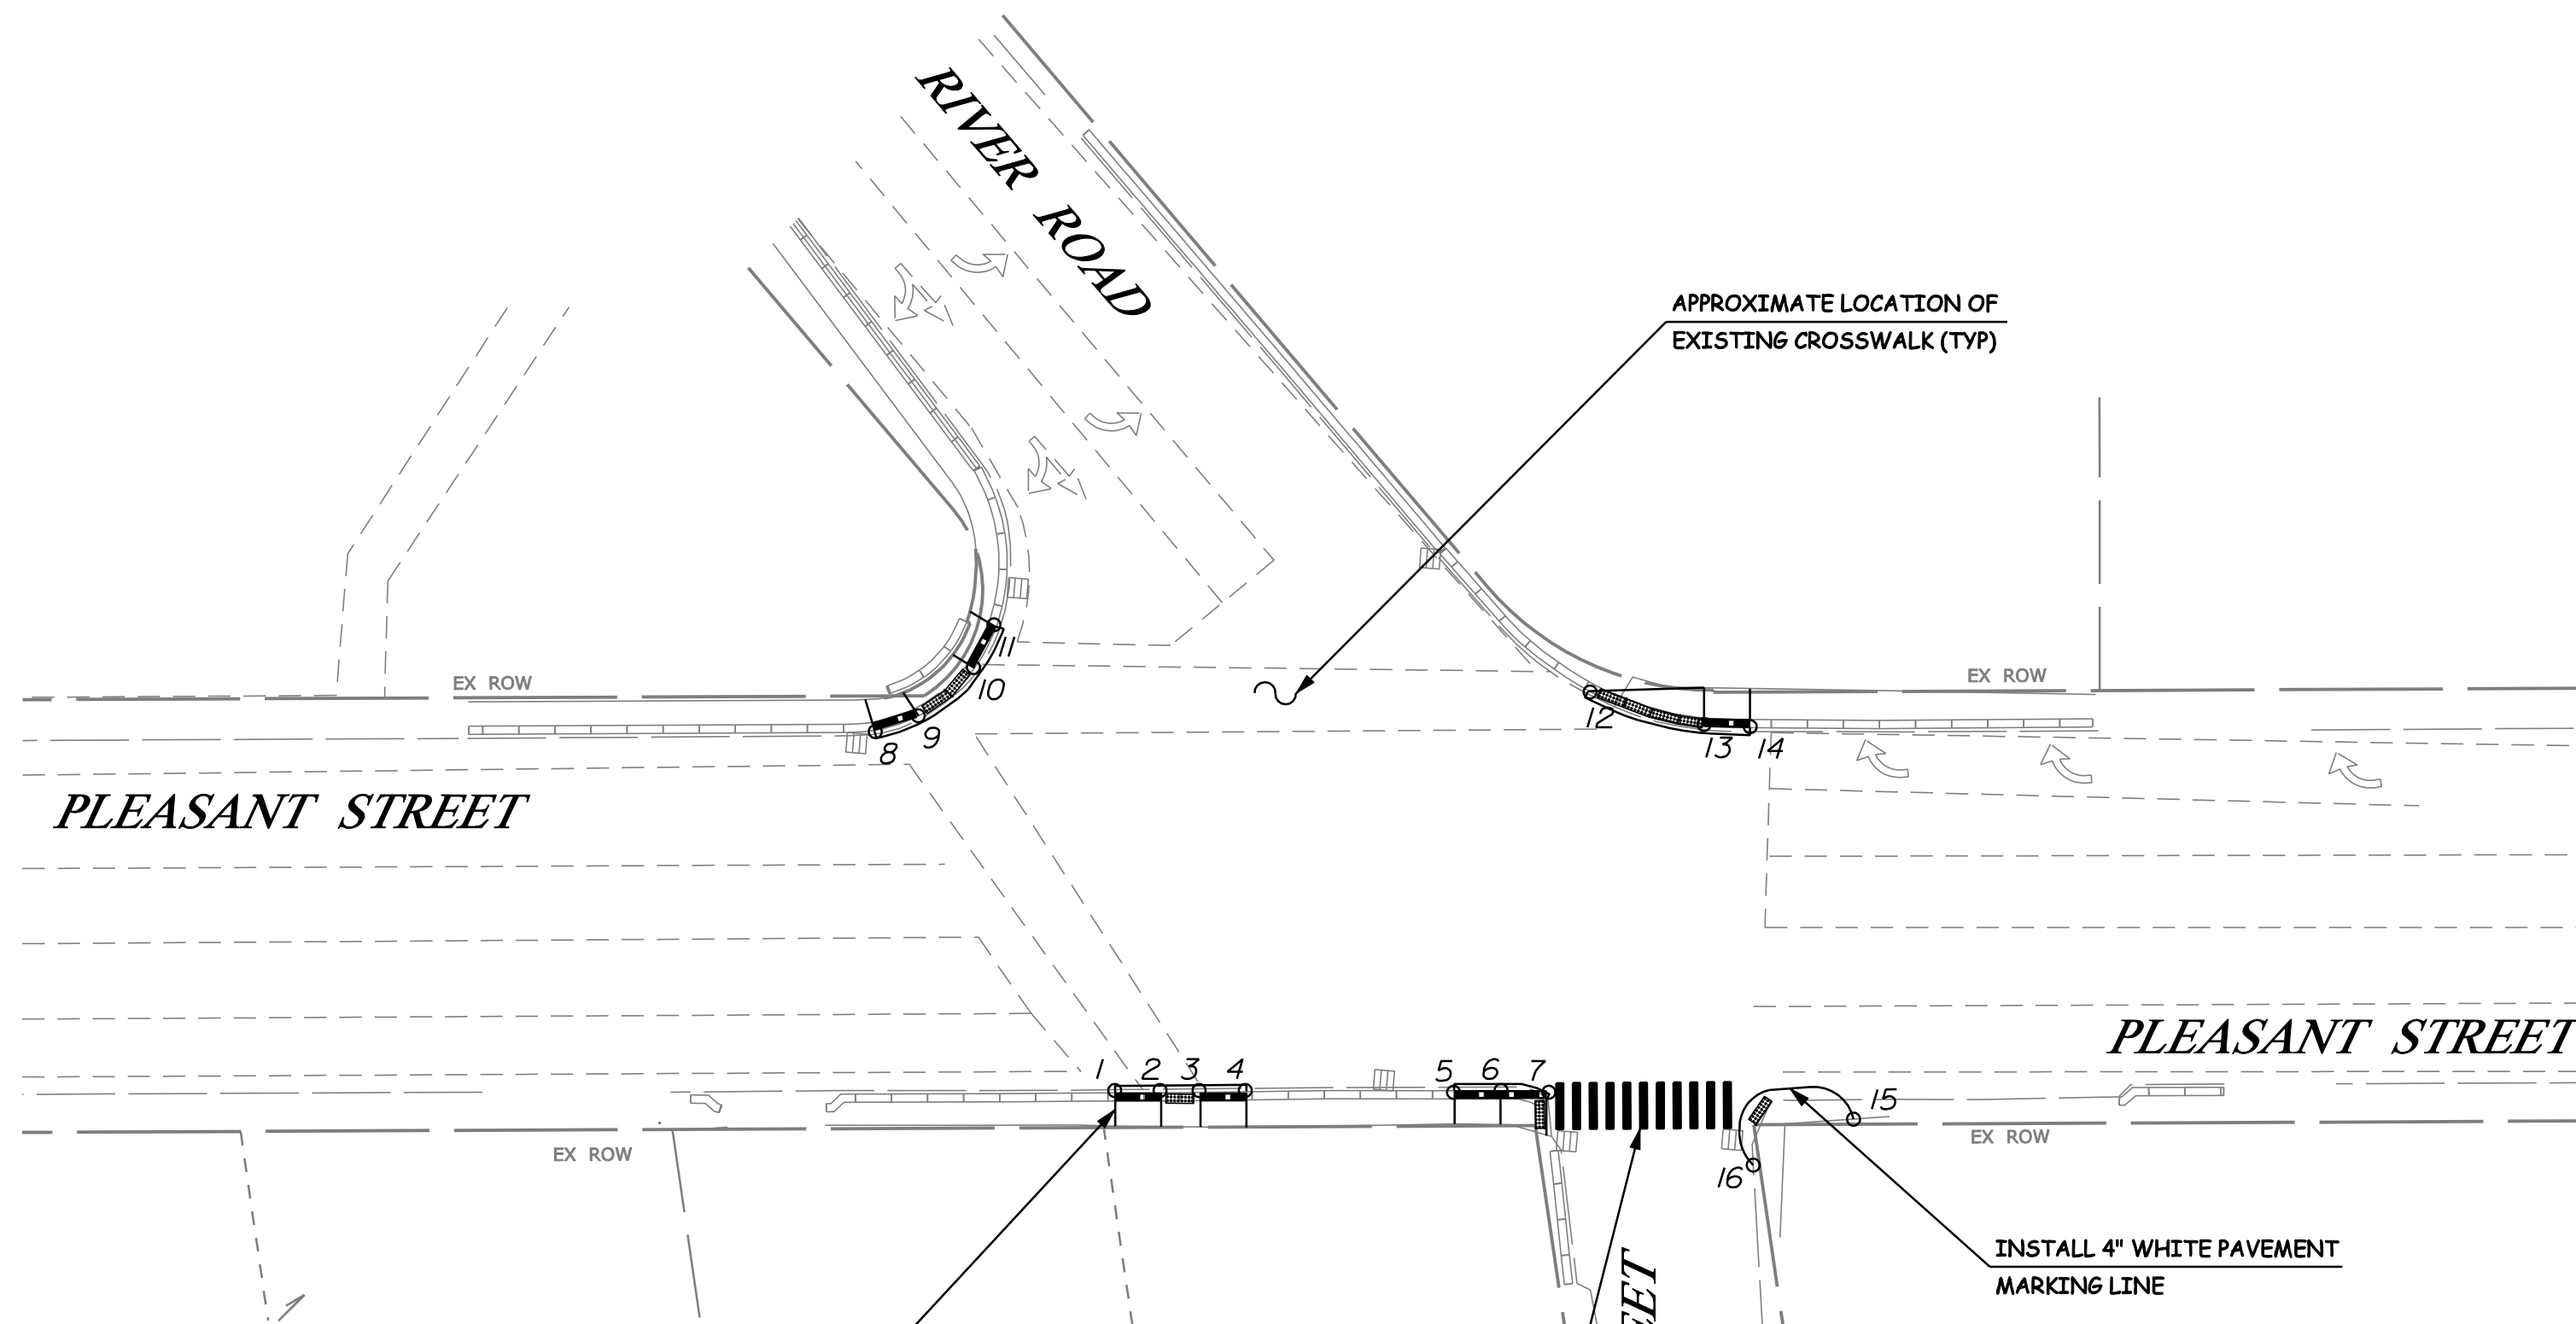 RIVER ROAD
APPROXIMATE LOCATION OF
EXISTING CROSSWALK (TYP)
EX ROW
EX ROW
11
10
9
8
12
13
14
PLEASANT STREET
PLEASANT STREET
1 2 3 4
5 6 7
15
16
EX ROW
EX ROW
INSTALL 4" WHITE PAVEMENT
MARKING LINE